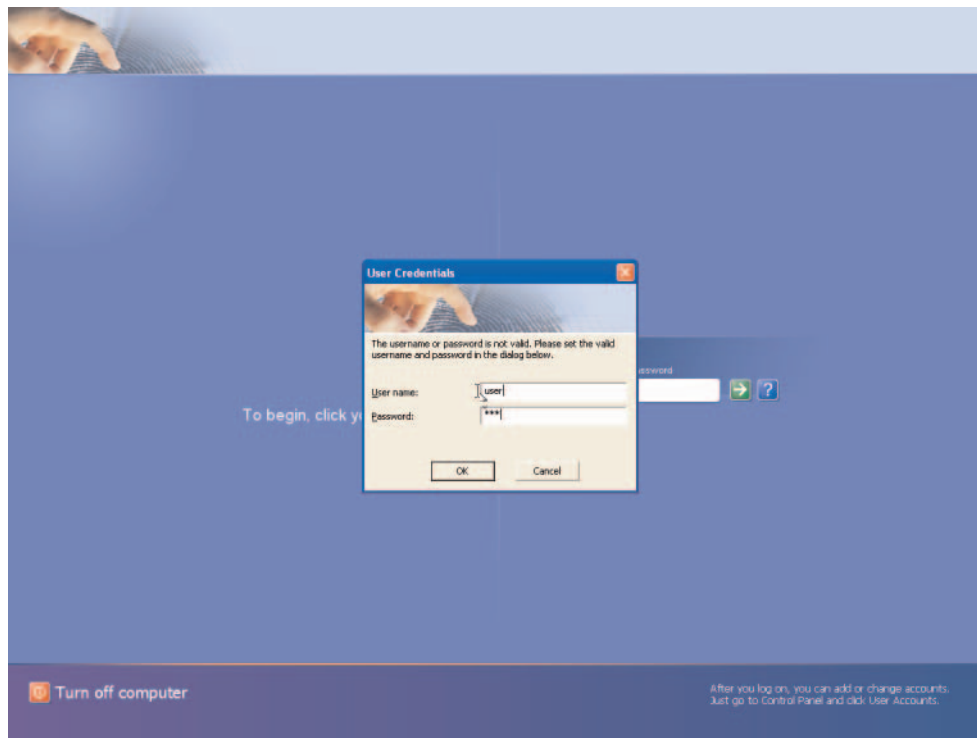 User Credentials
The username or password is not valid. Please set the valid
username and password in the dialog below.
User name:
user
Password:
***
OK
Cancel
To begin, click
?
Turn off computer
After you log on, you can add or change accounts.
Just go to Control Panel and click User Accounts.